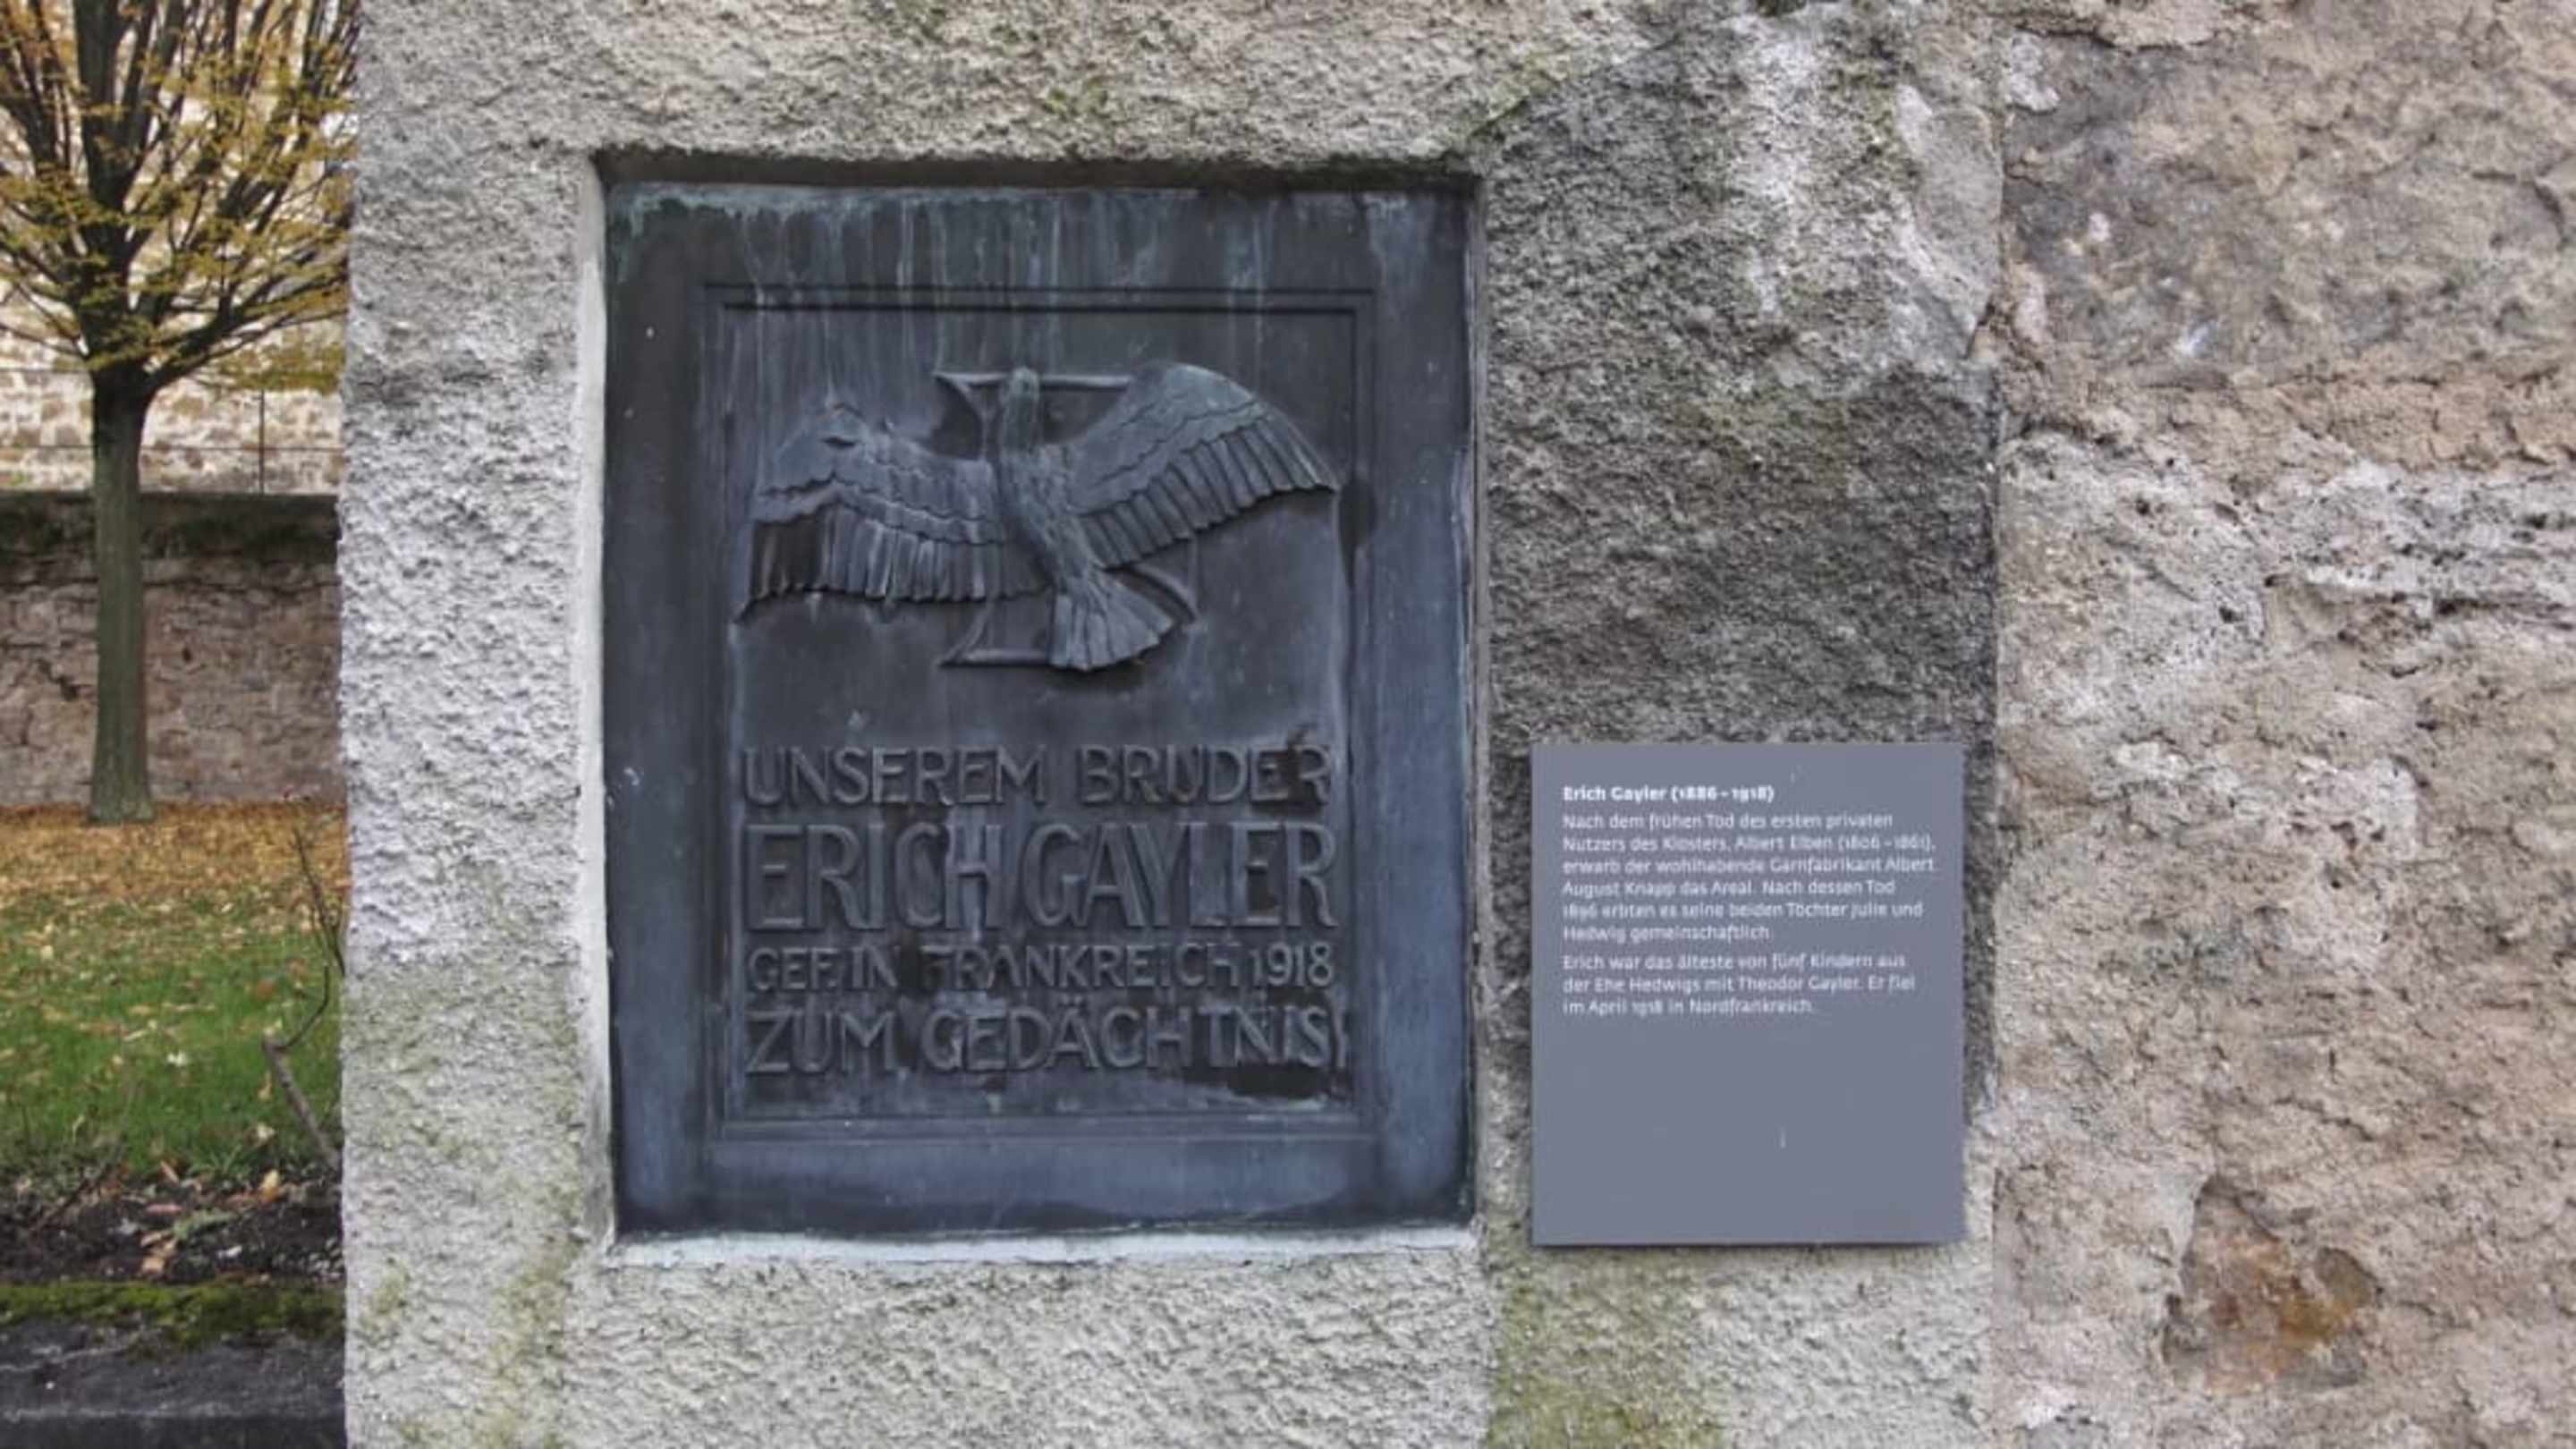 UNSEREM BRUDER
ERICH GAYLER
GEF. IN FRANKREICH 1918
ZUM GEDÄCHTNIS
Erich Gayler (1886 – 1918)
Nach dem frühen Tod des ersten privaten
Nutzers des Klosters, Albert Elben (1806 – 1861),
erwarb der wohlhabende Garnfabrikant Albert
August Knapp das Areal. Nach dessen Tod
1896 erbten es seine beiden Töchter Julie und
Hedwig gemeinschaftlich.
Erich war das älteste von fünf Kindern aus
der Ehe Hedwigs mit Theodor Gayler. Er fiel
im April 1918 in Nordfrankreich.